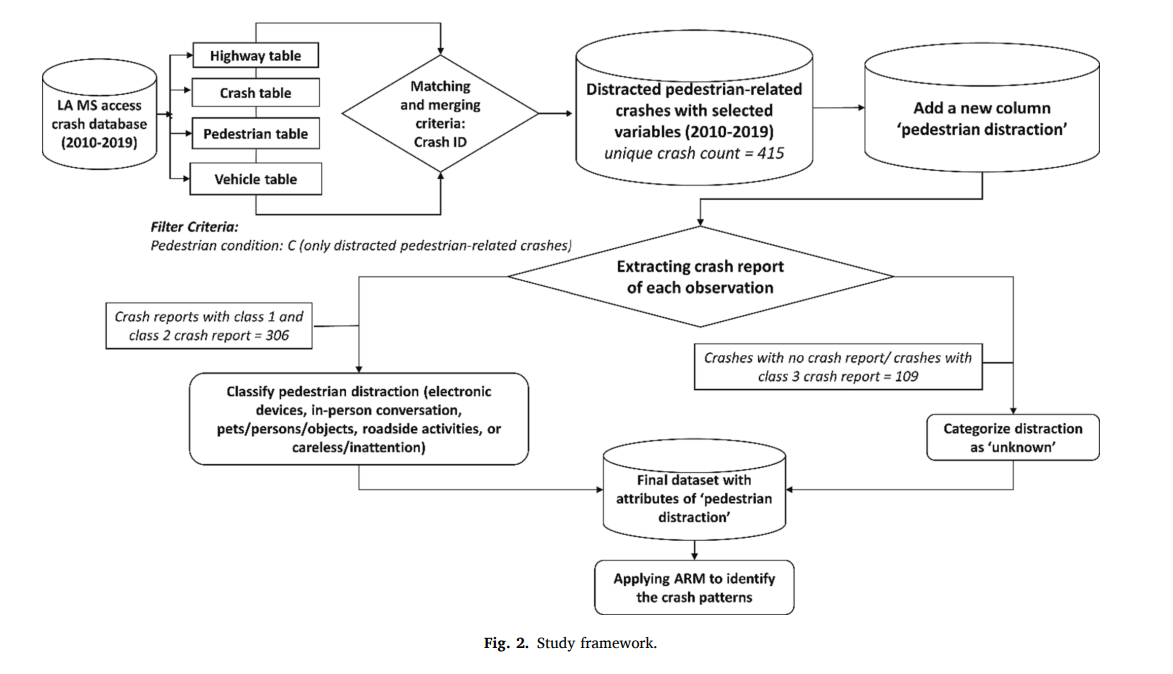 LA MS access
crash database
(2010-2019)
Highway table
Crash table
Pedestrian table
Vehicle table
Matching
and merging
criteria:
Crash ID
Distracted pedestrian-related
crashes with selected
variables (2010-2019)
unique crash count = 415
Add a new column
‘pedestrian distraction’
Filter Criteria:
Pedestrian condition: C (only distracted pedestrian-related crashes)
Extracting crash report
of each observation
Crash reports with class 1 and
class 2 crash report = 306
Crashes with no crash report/ crashes with
class 3 crash report = 109
Classify pedestrian distraction (electronic
devices, in-person conversation,
pets/persons/objects, roadside activities, or
careless/inattention)
Categorize distraction
as ‘unknown’
Final dataset with
attributes of ‘pedestrian
distraction’
Applying ARM to identify
the crash patterns
Fig. 2. Study framework.